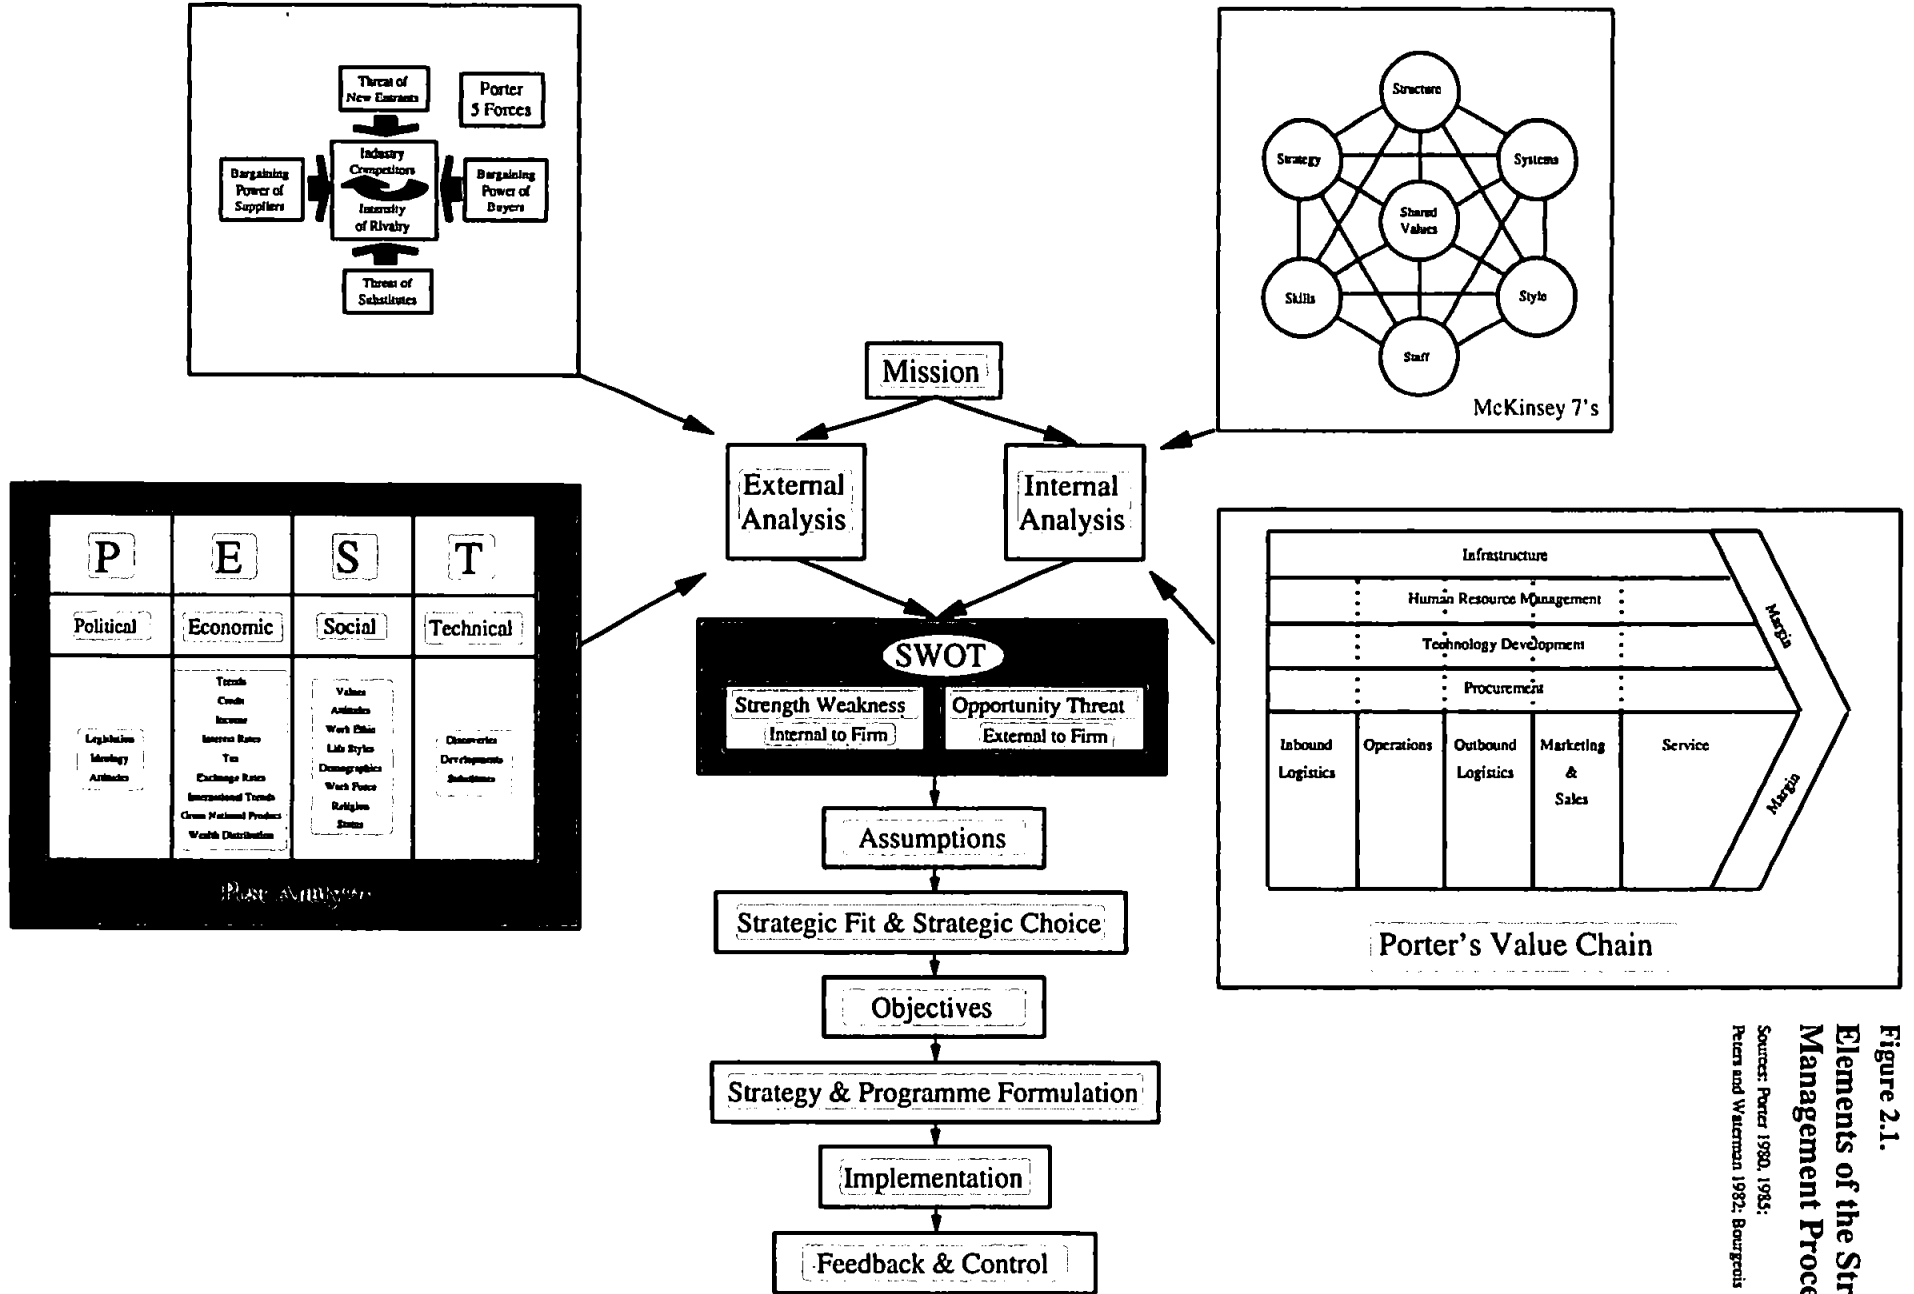 Threat of
New Entrants
Porter
5 Forces
Bargaining
Power of
Suppliers
Industry
Competitors
Intensity
of Rivalry
Bargaining
Power of
Buyers
Threat of
Substitutes
Structure
Strategy
Systems
Shared
Values
Skills
Style
Staff
McKinsey 7's
Mission
External
Analysis
Internal
Analysis
P
E
S
T
Political
Economic
Social
Technical
Legislation
Ideology
Attitudes
Trends
Credit
Income
Interest Rates
Tax
Exchange Rates
International Trends
Gross National Product
Wealth Distribution
Values
Attitudes
Work Ethic
Life Styles
Demographics
Work Force
Religion
Status
Discoveries
Developments
Substitutes
Pest Analysis
SWOT
Strength Weakness
Internal to Firm
Opportunity Threat
External to Firm
Assumptions
Strategic Fit & Strategic Choice
Objectives
Strategy & Programme Formulation
Implementation
Feedback & Control
Infrastructure
Human Resource Management
Technology Development
Procurement
Inbound
Logistics
Operations
Outbound
Logistics
Marketing
&
Sales
Service
Margin
Margin
Porter's Value Chain
Figure 2.1.
Elements of the Str
Management Proce
Sources: Porter 1980, 1985;
Peters and Waterman 1982; Bourgeois